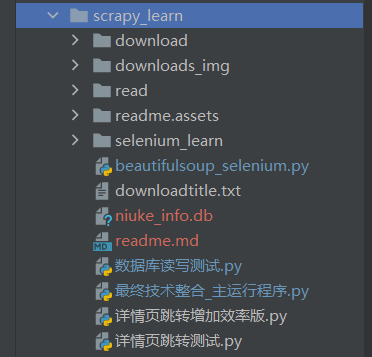 scrapy_learn
download
downloads_img
read
readme.assets
selenium_learn
beautifulsoup_selenium.py
downloadtitle.txt
niuke_info.db
MD readme.md
数据库读写测试.py
最终技术整合_主运行程序.py
详情页跳转增加效率版.py
详情页跳转测试.py